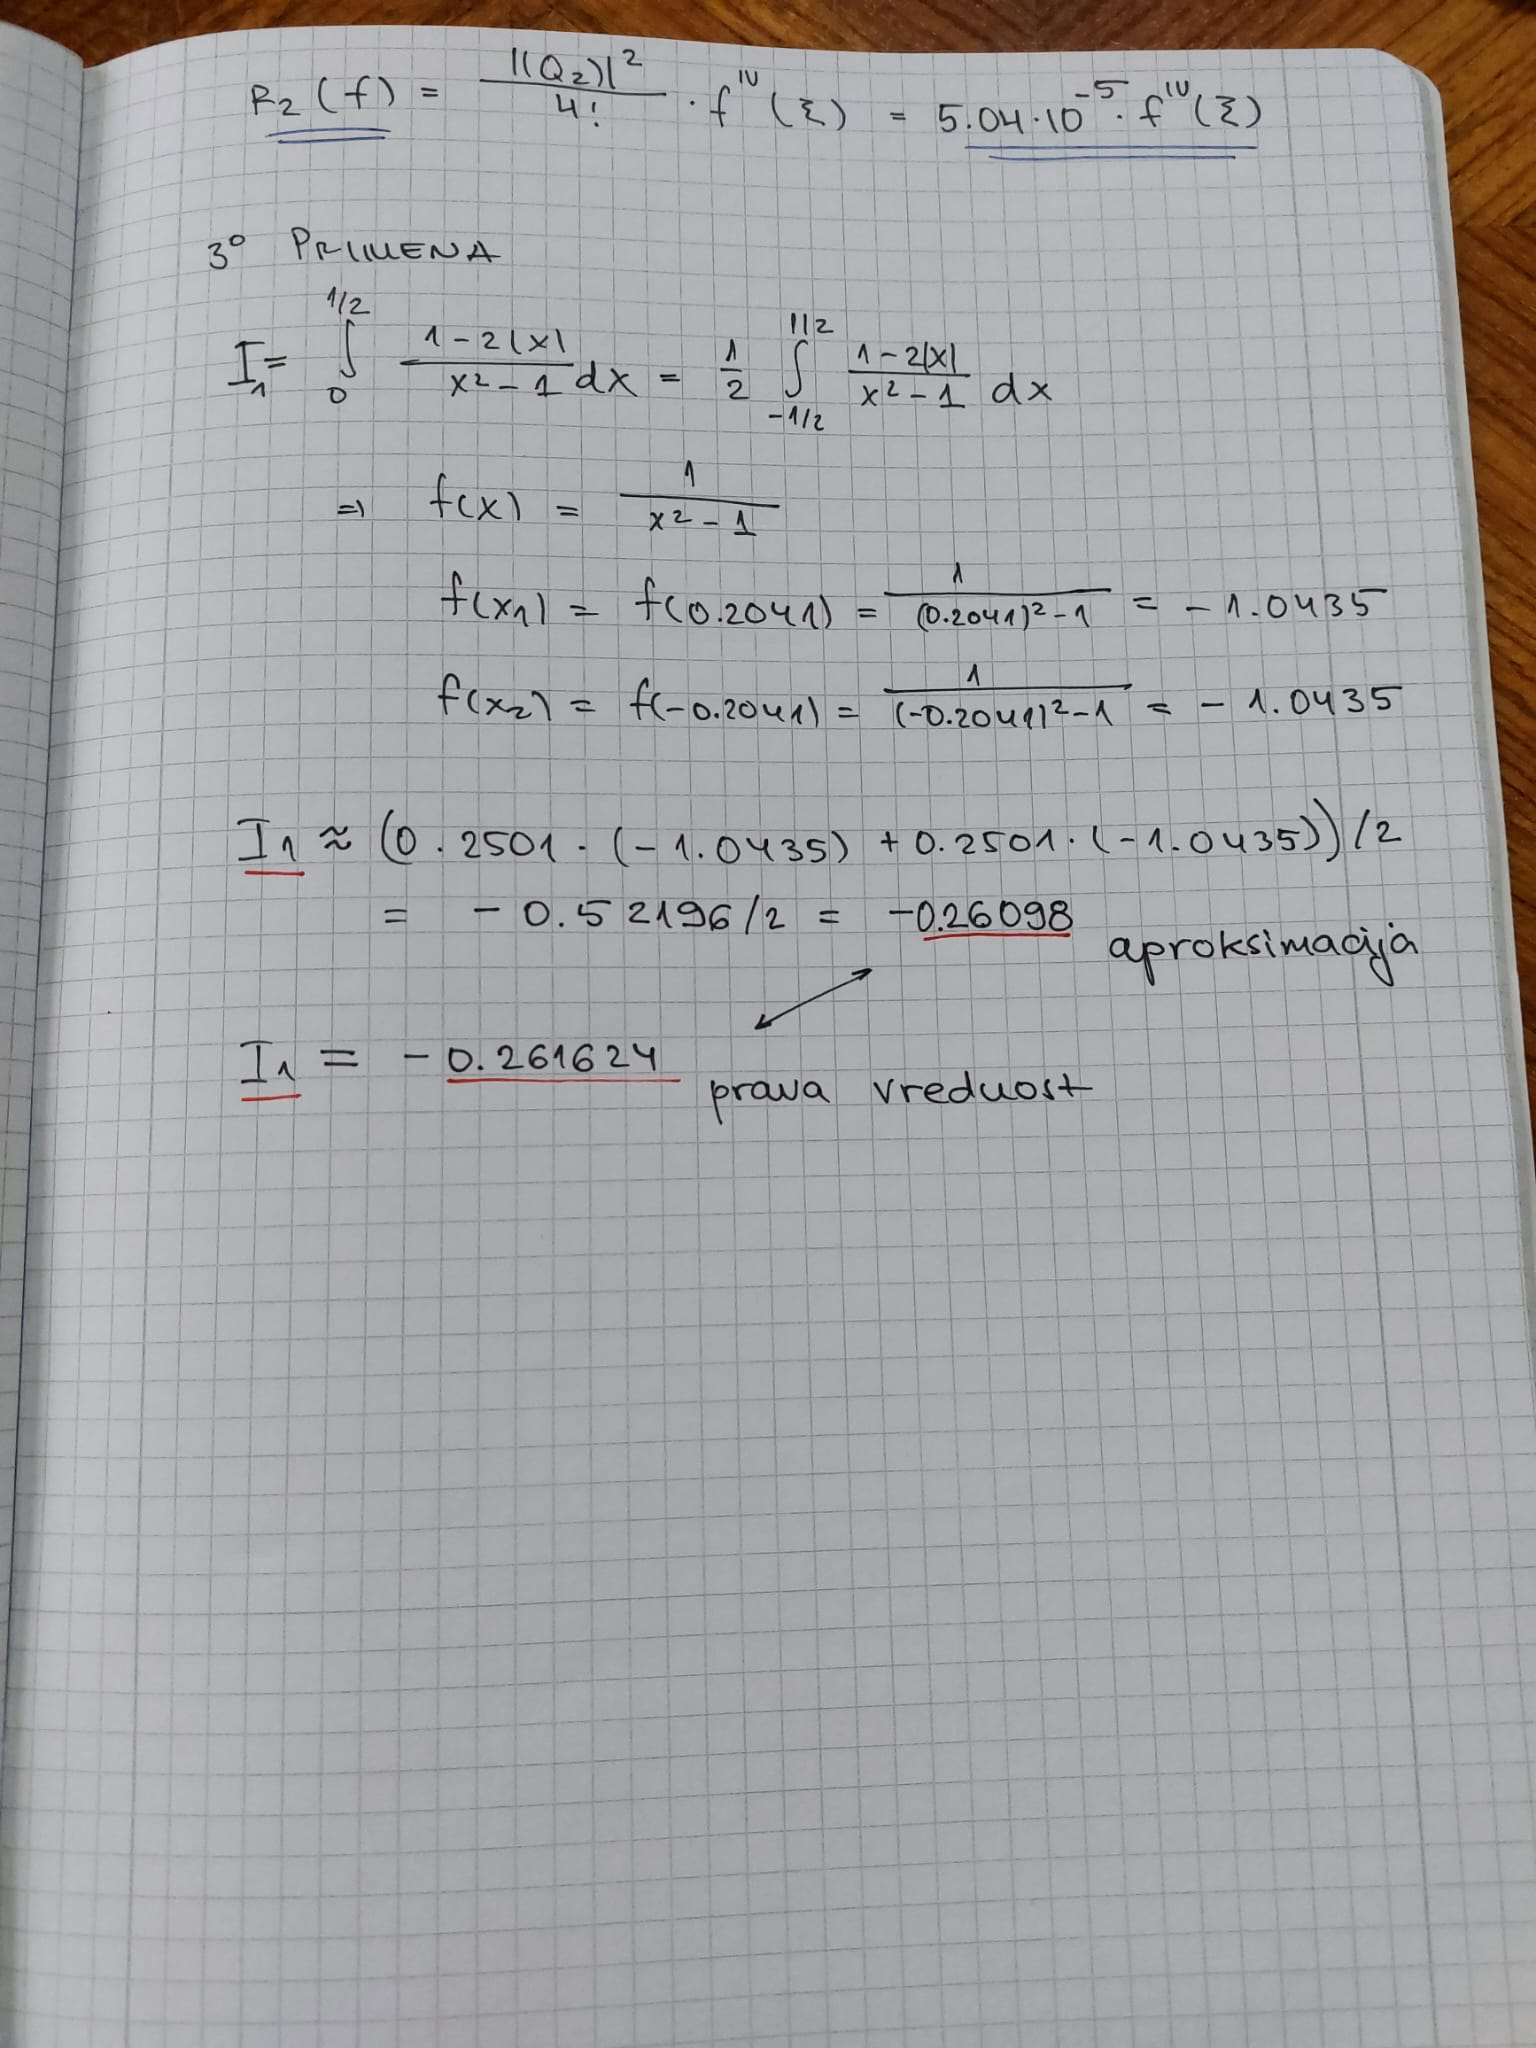 R₂(f) = ||(Q₂)||² / 4! · f^IV(ξ) = 5.04·10⁻⁵ · f^IV(ξ)
3° PRIMENA
I₁ = ∫₀^1/2 (1-2|x|)/(x²-1) dx = 1/2 ∫_-1/2^1/2 (1-2|x|)/(x²-1) dx
⇒ f(x) = 1/(x²-1)
f(x₁) = f(0.2041) = 1/((0.2041)²-1) = -1.0435
f(x₂) = f(-0.2041) = 1/((-0.2041)²-1) = -1.0435
I₁ ≈ (0.2501·(-1.0435) + 0.2501·(-1.0435))/2
= -0.52196/2 = -0.26098 aproksimacija
I₁ = -0.261624 prava vrednost